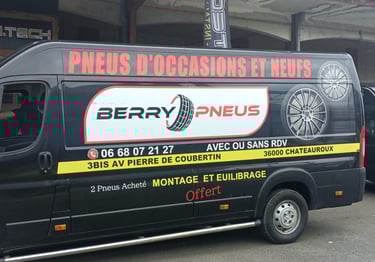 PNEUS D'OCCASIONS ET NEUFS
BERRY PNEUS
06 68 07 21 27
AVEC OU SANS RDV
3BIS AV PIERRE DE COUBERTIN
36000 CHATEAUROUX
2 Pneus Acheté
MONTAGE ET EUILIBRAGE
Offert